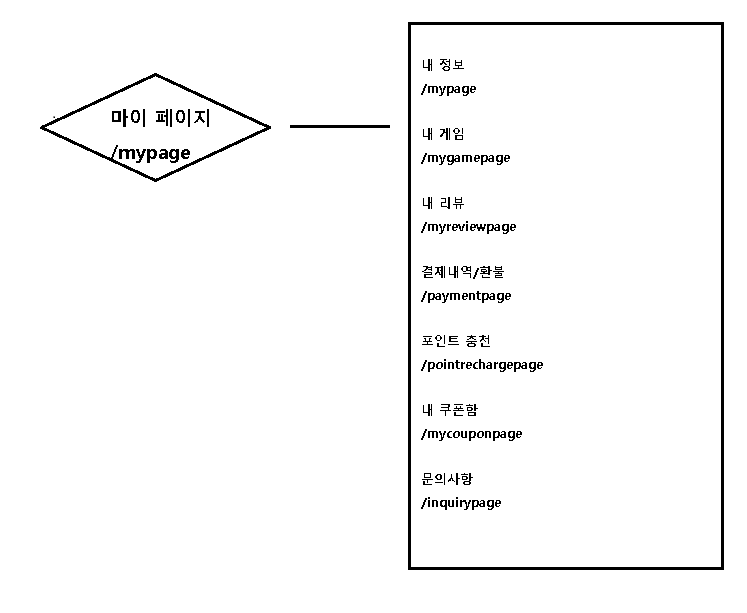 마이 페이지
/mypage
내 정보
/mypage
내 게임
/mygamepage
내 리뷰
/myreviewpage
결제내역/환불
/paymentpage
포인트 충천
/pointrechargepage
내 쿠폰함
/mycouponpage
문의사항
/inquirypage